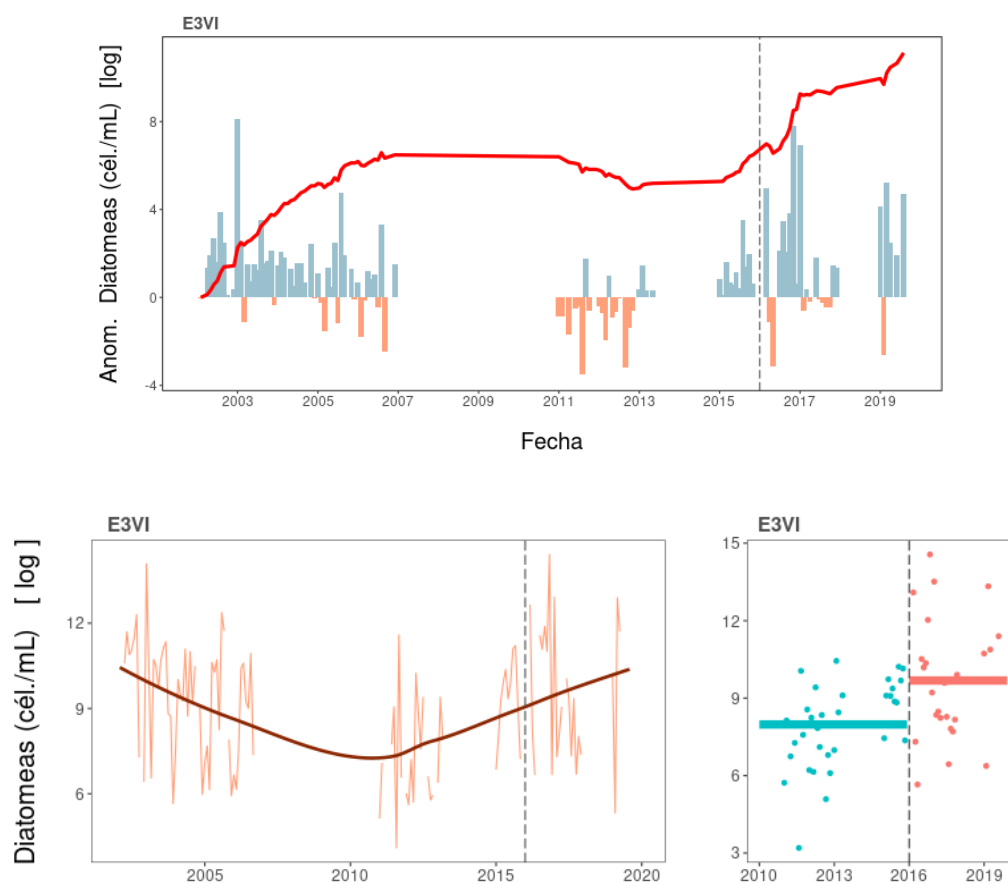 E3VI
Anom. Diatomeas (cél./mL) [log]
8
4
0
-4
2003 2005 2007 2009 2011 2013 2015 2017 2019
Fecha
E3VI
Diatomeas (cél./mL) [ log ]
12
9
6
2005 2010 2015 2020
E3VI
15
12
9
6
3
2010 2013 2016 2019